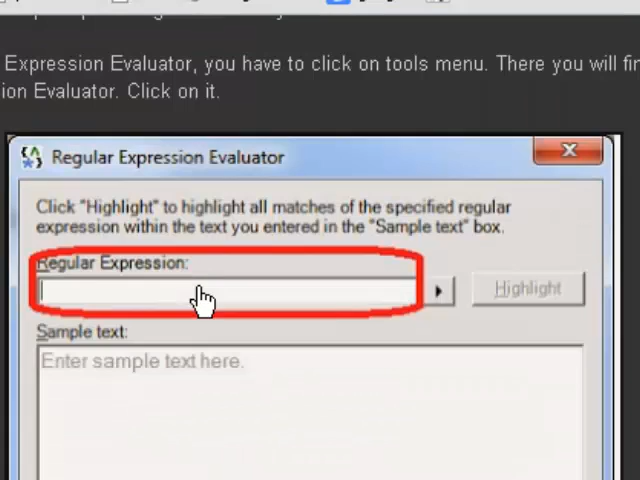 Expression Evaluator, you have to click on tools menu. There you will
ion Evaluator. Click on it.
Regular Expression Evaluator
Click "Highlight" to highlight all matches of the specified regular
expression within the text you entered in the "Sample text" box.
Regular Expression:
Highlight
Sample text:
Enter sample text here.